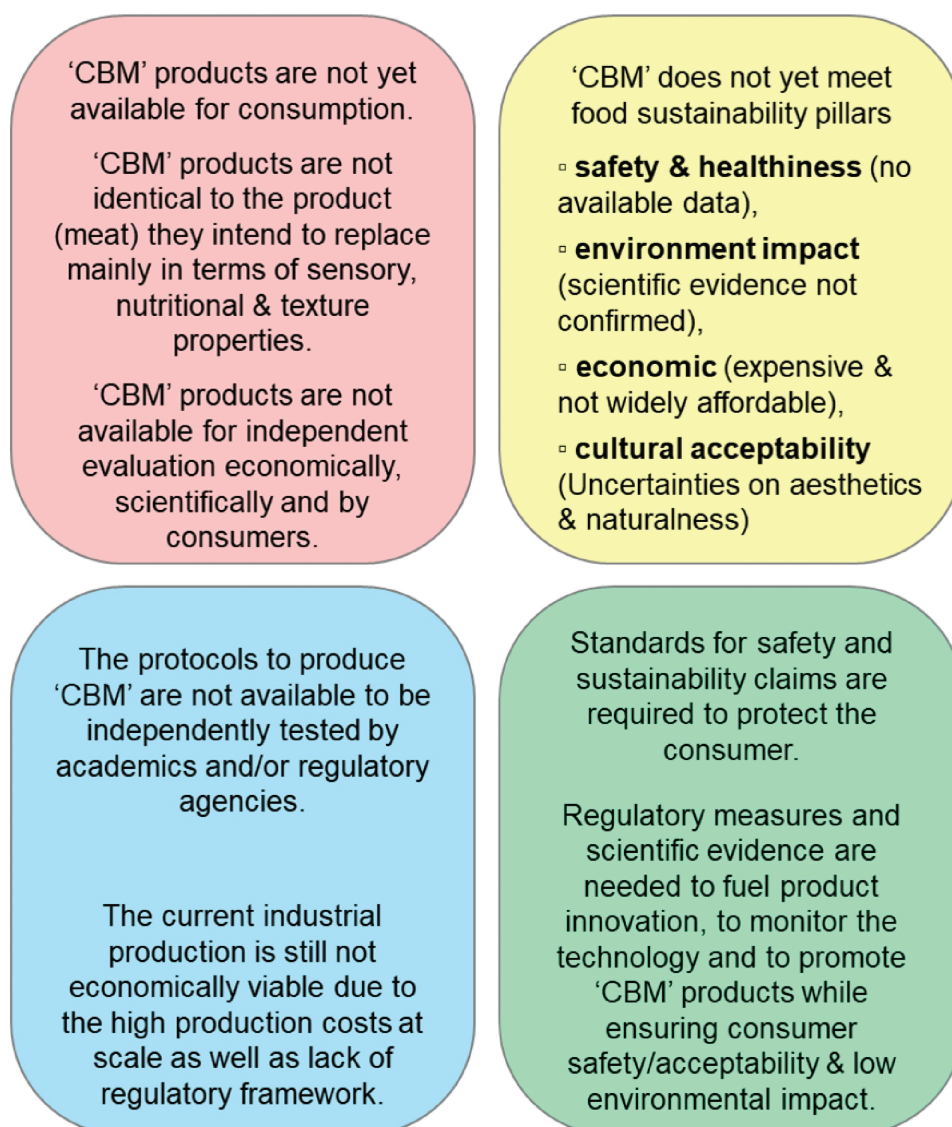 ‘CBM’ products are not yet
available for consumption.
‘CBM’ products are not
identical to the product
(meat) they intend to replace
mainly in terms of sensory,
nutritional & texture
properties.
‘CBM’ products are not
available for independent
evaluation economically,
scientifically and by
consumers.
‘CBM’ does not yet meet
food sustainability pillars
▫ safety & healthiness (no
available data),
▫ environment impact
(scientific evidence not
confirmed),
▫ economic (expensive &
not widely affordable),
▫ cultural acceptability
(Uncertainties on aesthetics
& naturalness)
The protocols to produce
‘CBM’ are not available to be
independently tested by
academics and/or regulatory
agencies.
The current industrial
production is still not
economically viable due to
the high production costs at
scale as well as lack of
regulatory framework.
Standards for safety and
sustainability claims are
required to protect the
consumer.
Regulatory measures and
scientific evidence are
needed to fuel product
innovation, to monitor the
technology and to promote
‘CBM’ products while
ensuring consumer
safety/acceptability & low
environmental impact.